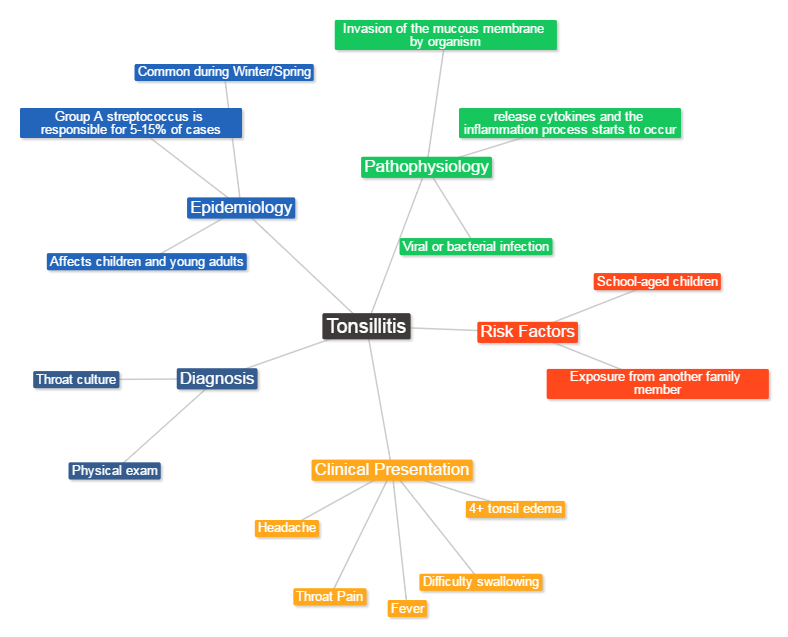 Invasion of the mucous membrane
by organism
Common during Winter/Spring
Group A streptococcus is
responsible for 5-15% of cases
release cytokines and the
inflammation process starts to occur
Pathophysiology
Epidemiology
Viral or bacterial infection
Affects children and young adults
School-aged children
Tonsillitis
Risk Factors
Exposure from another family
member
Diagnosis
Throat culture
Physical exam
Clinical Presentation
4+ tonsil edema
Headache
Difficulty swallowing
Throat Pain
Fever